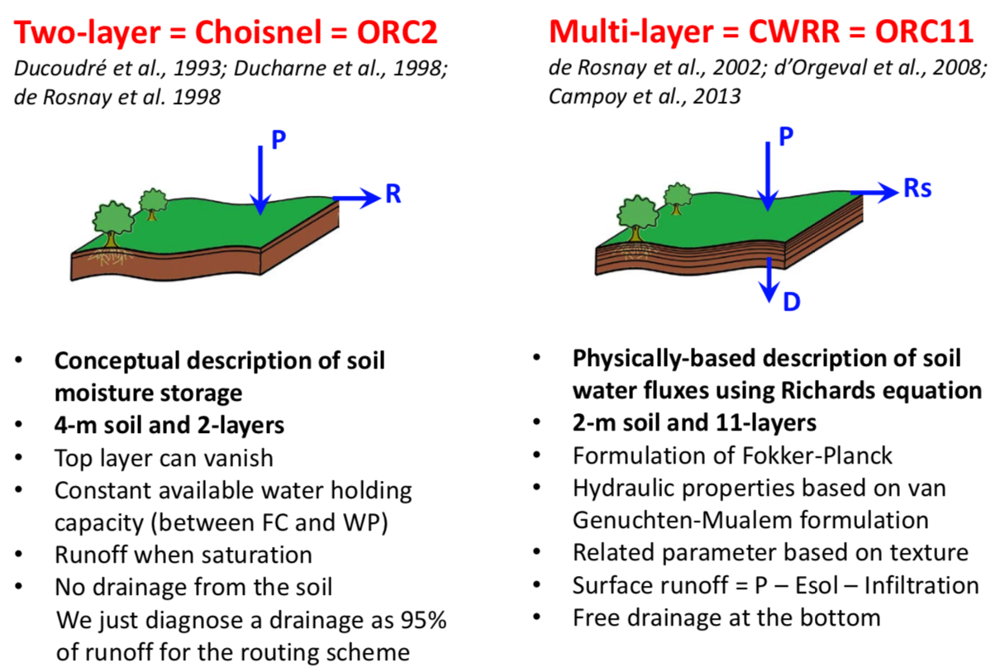 Two-layer = Choisnel = ORC2
Ducoudré et al., 1993; Ducharne et al., 1998;
de Rosnay et al. 1998
P
R
• Conceptual description of soil
moisture storage
• 4-m soil and 2-layers
• Top layer can vanish
• Constant available water holding
capacity (between FC and WP)
• Runoff when saturation
• No drainage from the soil
We just diagnose a drainage as 95%
of runoff for the routing scheme
Multi-layer = CWRR = ORC11
de Rosnay et al., 2002; d’Orgeval et al., 2008;
Campoy et al., 2013
P
Rs
D
• Physically-based description of soil
water fluxes using Richards equation
• 2-m soil and 11-layers
• Formulation of Fokker-Planck
• Hydraulic properties based on van
Genuchten-Mualem formulation
• Related parameter based on texture
• Surface runoff = P – Esol – Infiltration
• Free drainage at the bottom